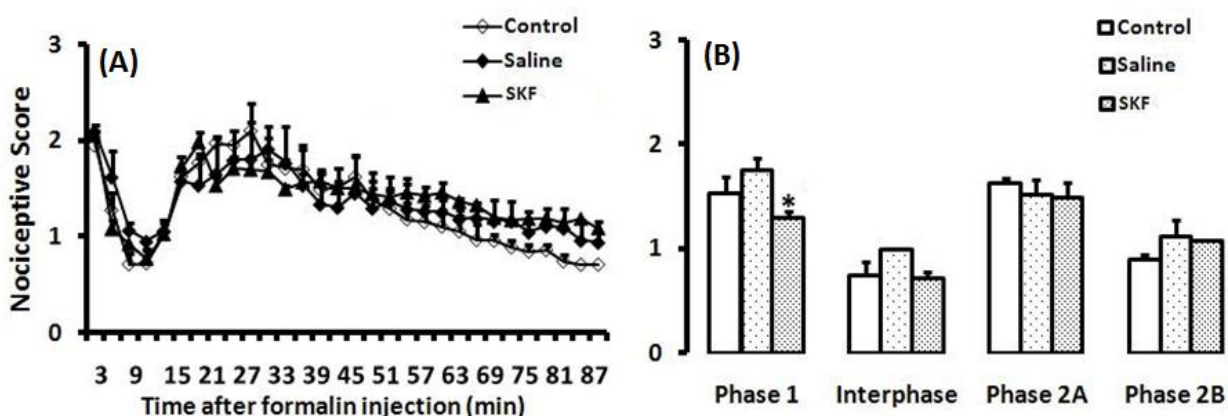 (A)
Control
Saline
SKF
Nociceptive Score
3
2
1
0
3 9 15 21 27 33 39 45 51 57 63 69 75 81 87
Time after formalin injection (min)
(B)
Control
Saline
SKF
3
2
1
0
*
Phase 1 Interphase Phase 2A Phase 2B